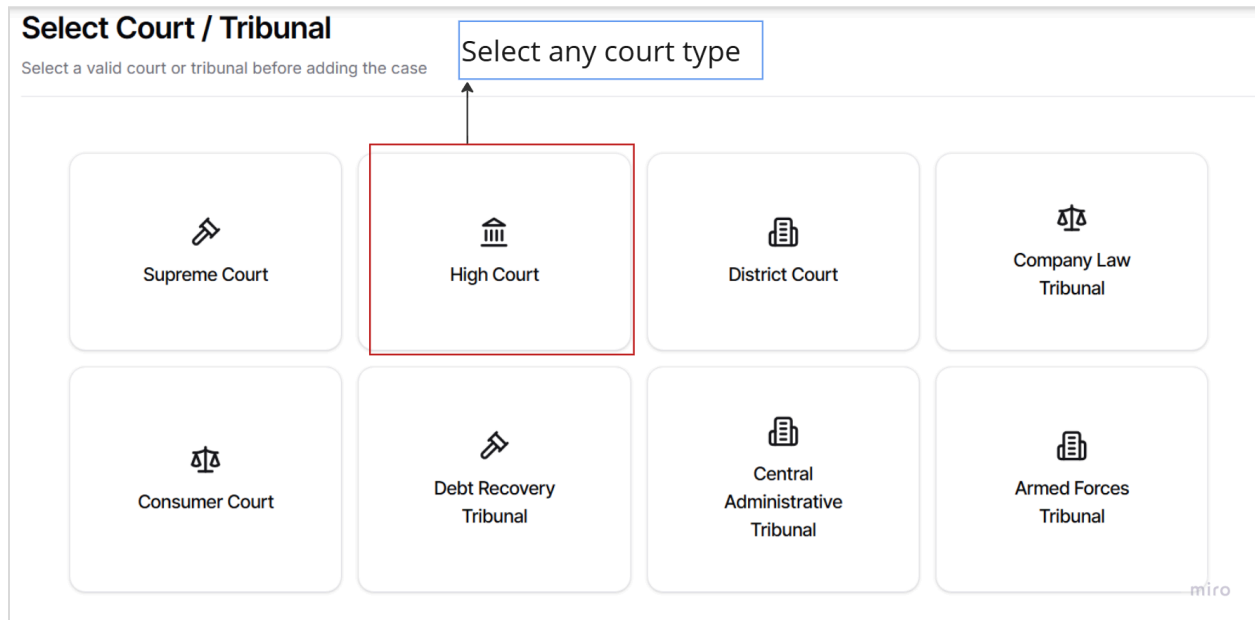 Select Court / Tribunal
Select any court type
Select a valid court or tribunal before adding the case
Supreme Court
High Court
District Court
Company Law
Tribunal
Consumer Court
Debt Recovery
Tribunal
Central
Administrative
Tribunal
Armed Forces
Tribunal
miro